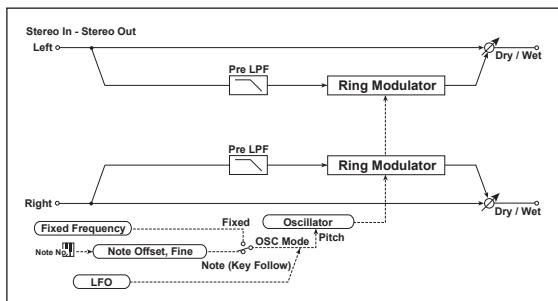 Stereo In - Stereo Out
Left
Dry / Wet
Pre LPF
Ring Modulator
Pre LPF
Ring Modulator
Right
Dry / Wet
Fixed Frequency
Fixed
Oscillator
Note No.
Note Offset, Fine
OSC Mode
Pitch
Note (Key Follow)
LFO